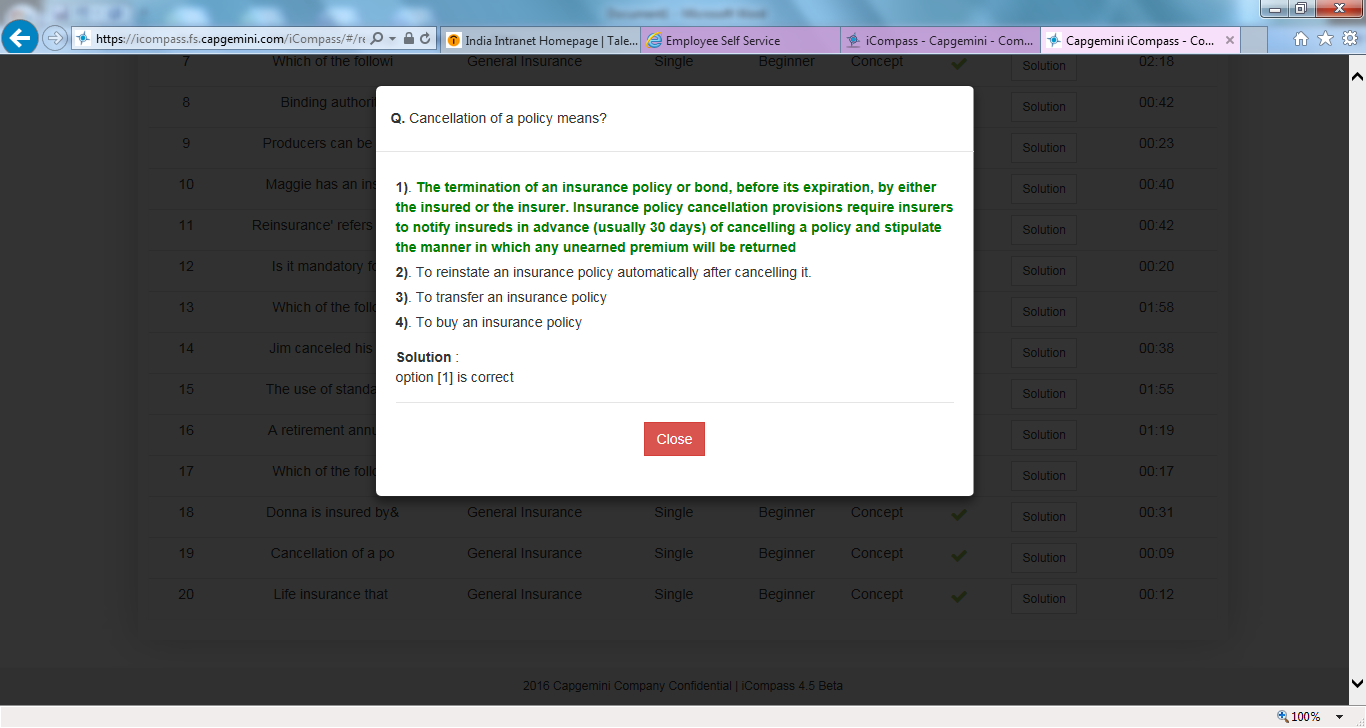 https://icompass.fs.capgemini.com/iCompass/#/re
India Intranet Homepage | Tale...
Employee Self Service
iCompass - Capgemini - Com...
Capgemini iCompass - Co...
7 Which of the followi General Insurance Single Beginner Concept Solution 02:18
8 Binding authorit Solution 00:42
9 Producers can be Solution 00:23
10 Maggie has an ins Solution 00:40
11 Reinsurance' refers Solution 00:42
12 Is it mandatory fo Solution 00:20
13 Which of the follo Solution 01:58
14 Jim canceled his Solution 00:38
15 The use of standa Solution 01:55
16 A retirement annu Solution 01:19
17 Which of the follo Solution 00:17
Q. Cancellation of a policy means?
1). The termination of an insurance policy or bond, before its expiration, by either
the insured or the insurer. Insurance policy cancellation provisions require insurers
to notify insureds in advance (usually 30 days) of cancelling a policy and stipulate
the manner in which any unearned premium will be returned
2). To reinstate an insurance policy automatically after cancelling it.
3). To transfer an insurance policy
4). To buy an insurance policy
Solution :
option [1] is correct
Close
18 Donna is insured by& General Insurance Single Beginner Concept Solution 00:31
19 Cancellation of a po General Insurance Single Beginner Concept Solution 00:09
20 Life insurance that General Insurance Single Beginner Concept Solution 00:12
2016 Capgemini Company Confidential | iCompass 4.5 Beta
100%